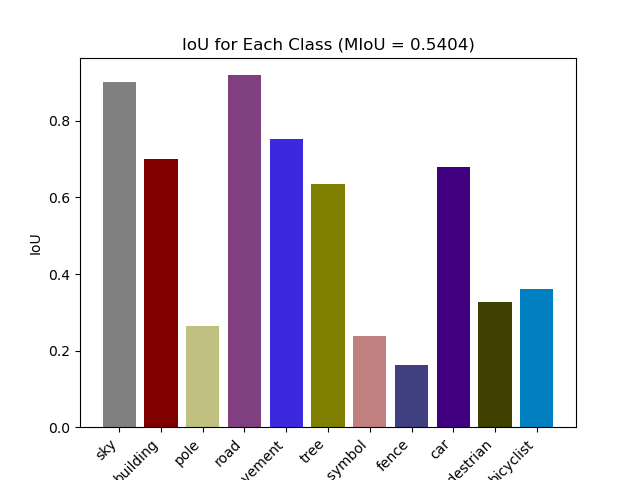 IoU for Each Class (MIoU = 0.5404)
IoU
0.8
0.6
0.4
0.2
0.0
sky
building
pole
road
vement
tree
symbol
fence
car
destrian
bicyclist